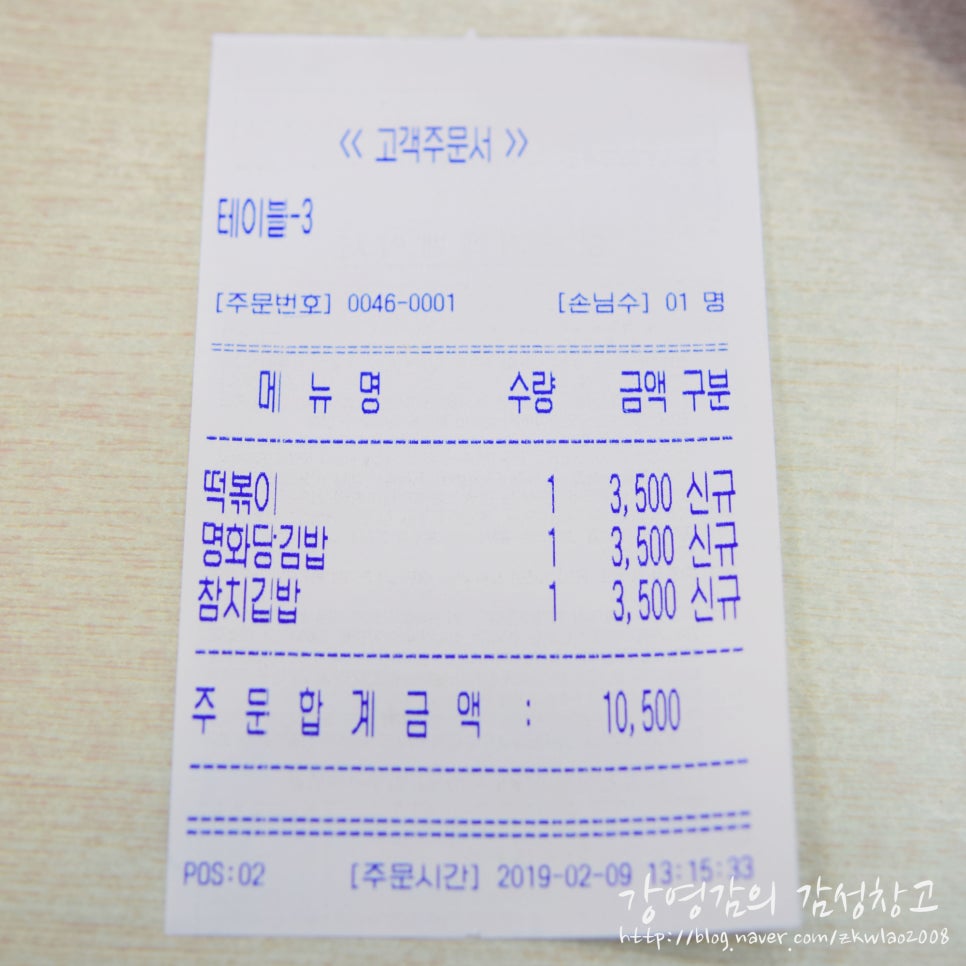 << 고객주문서 >>
테이블-3
[주문번호] 0046-0001 [손님수] 01 명
메 뉴 명 수량 금액 구분
떡볶이 1 3,500 신규
명화당김밥 1 3,500 신규
참치김밥 1 3,500 신규
주 문 합 계 금 액 : 10,500
POS:02 [주문시간] 2019-02-09 13:15:33
강영감의 감성창고
http://blog.naver.com/zkwlao2008